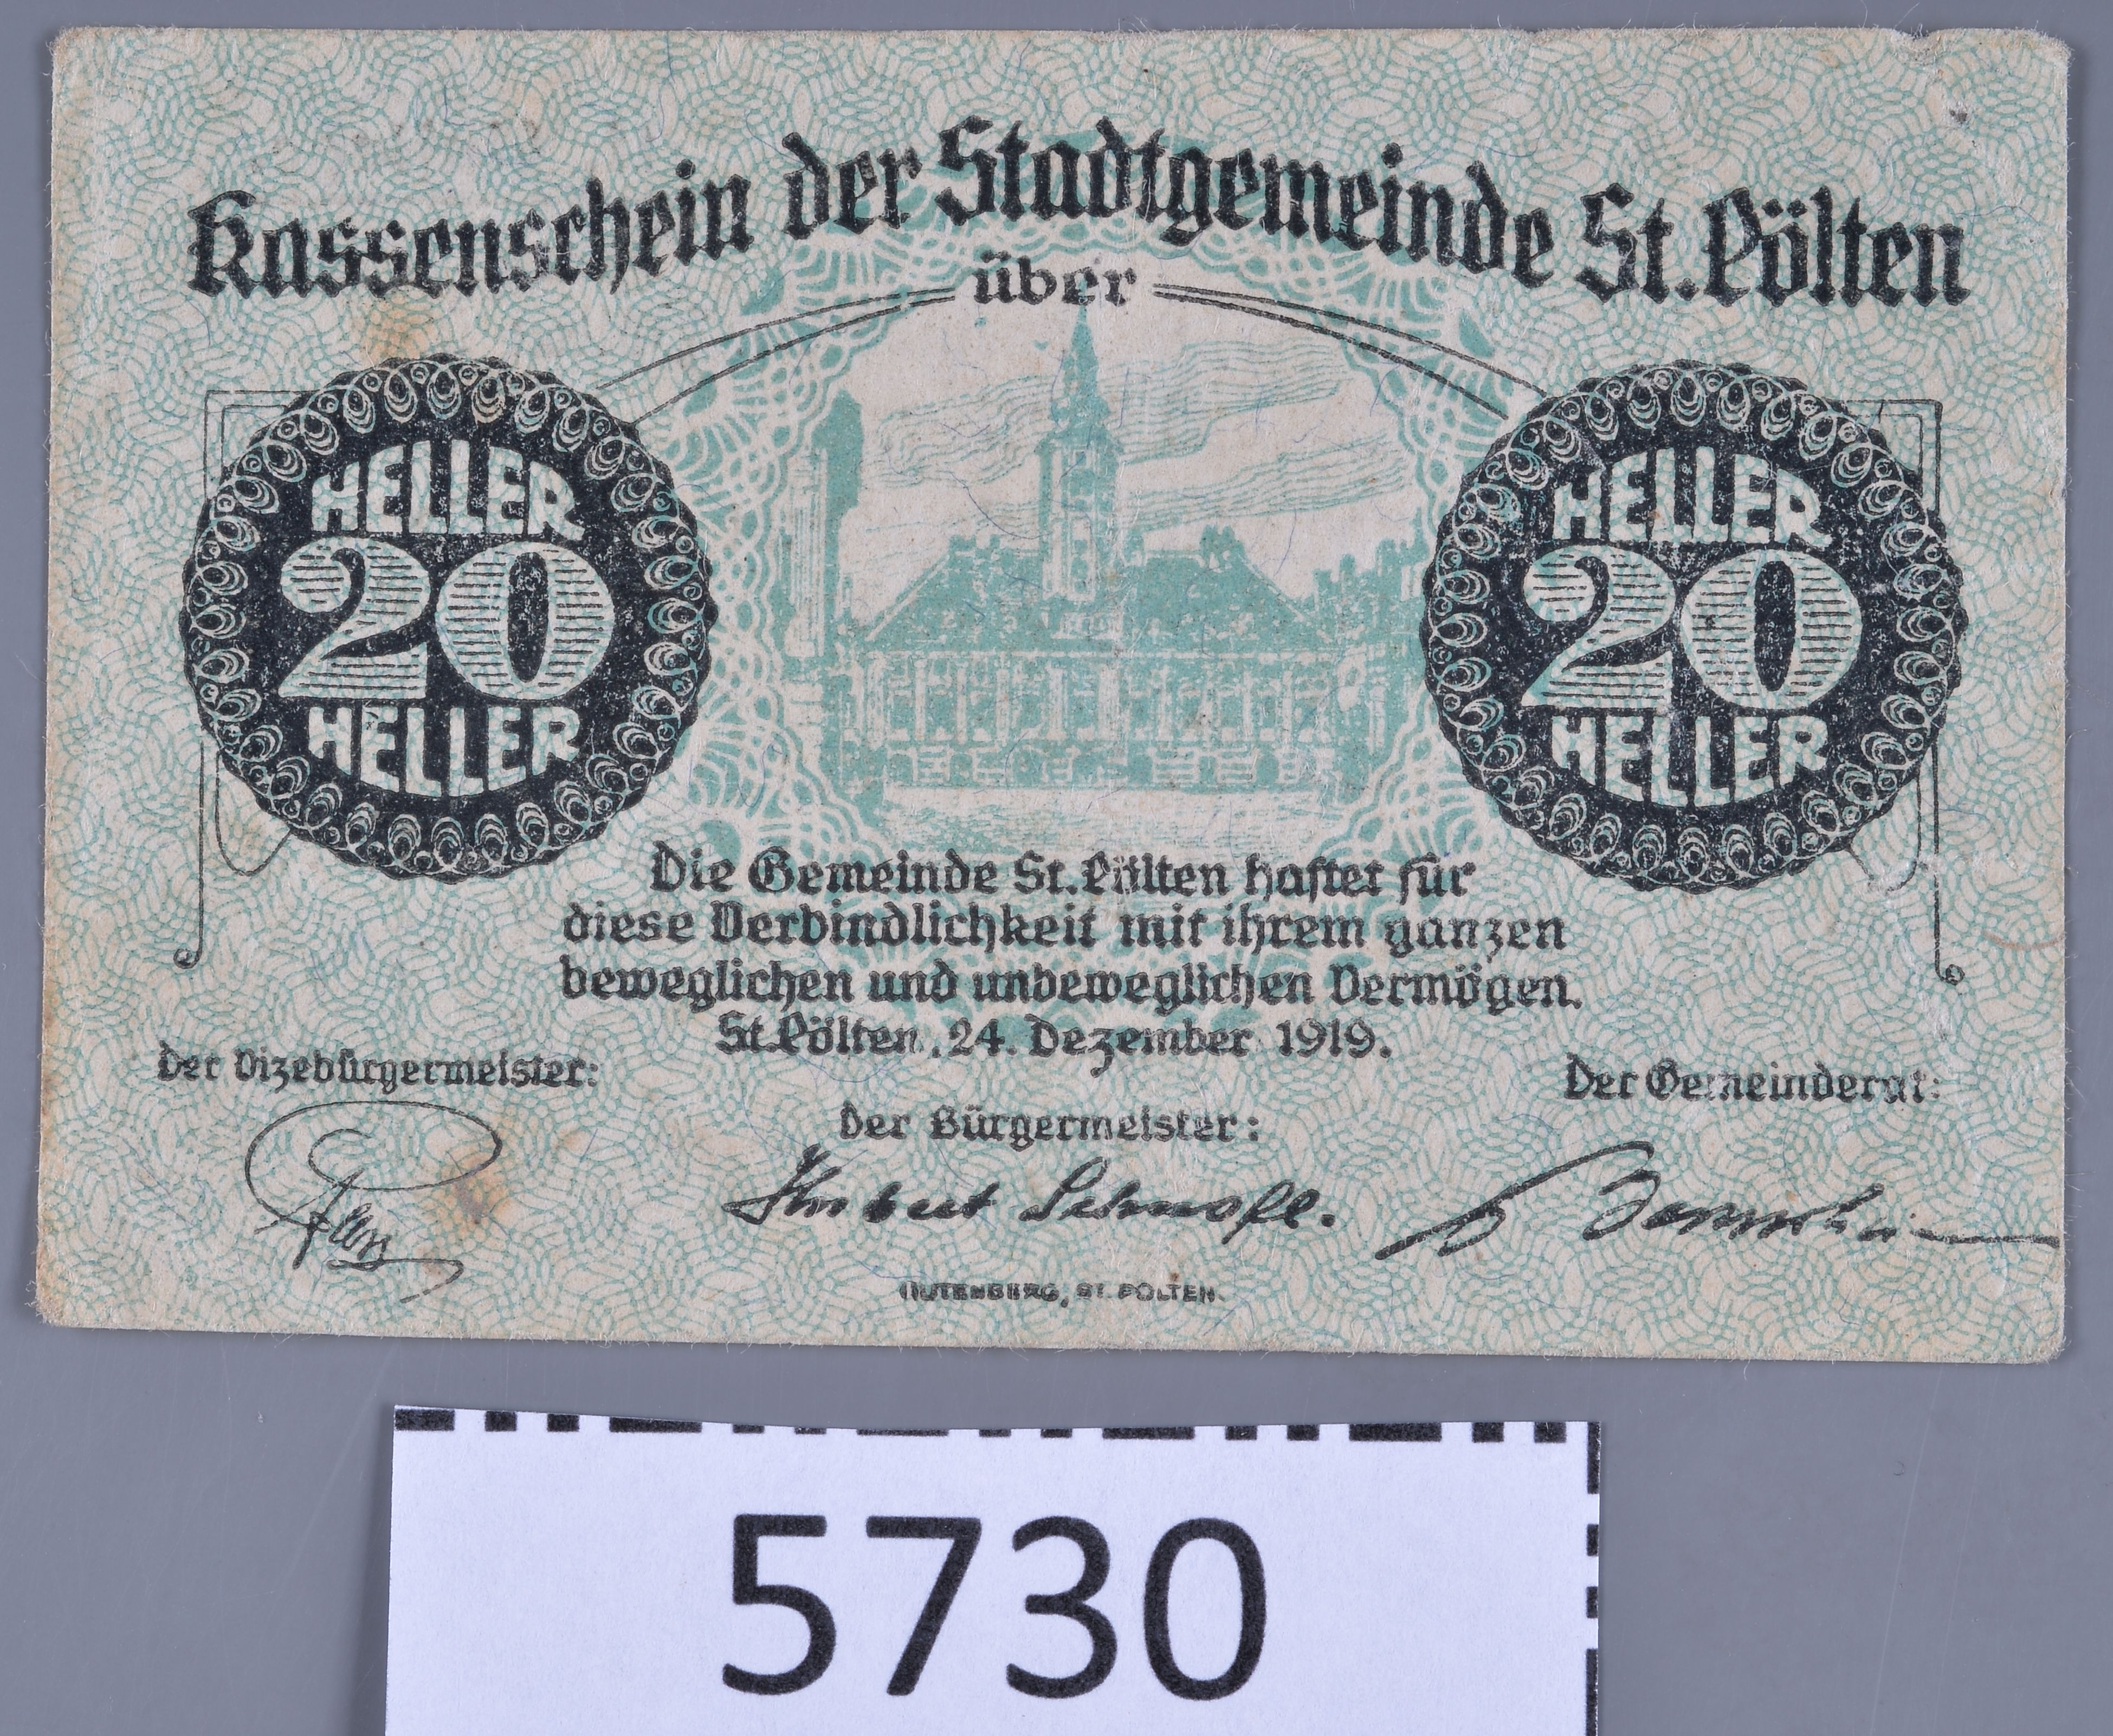 Kassenschein der Stadtgemeinde St. Pölten
über
HELLER
20
HELLER
HELLER
20
HELLER
Die Gemeinde St. Pölten haftet für
diese Verbindlichkeit mit ihrem ganzen
beweglichen und unbeweglichen Vermögen.
St. Pölten, 24. Dezember 1919.
Der Vizebürgermeister:
Der Gemeinderat:
Der Bürgermeister:
GUTENBERG, ST. PÖLTEN.
5730